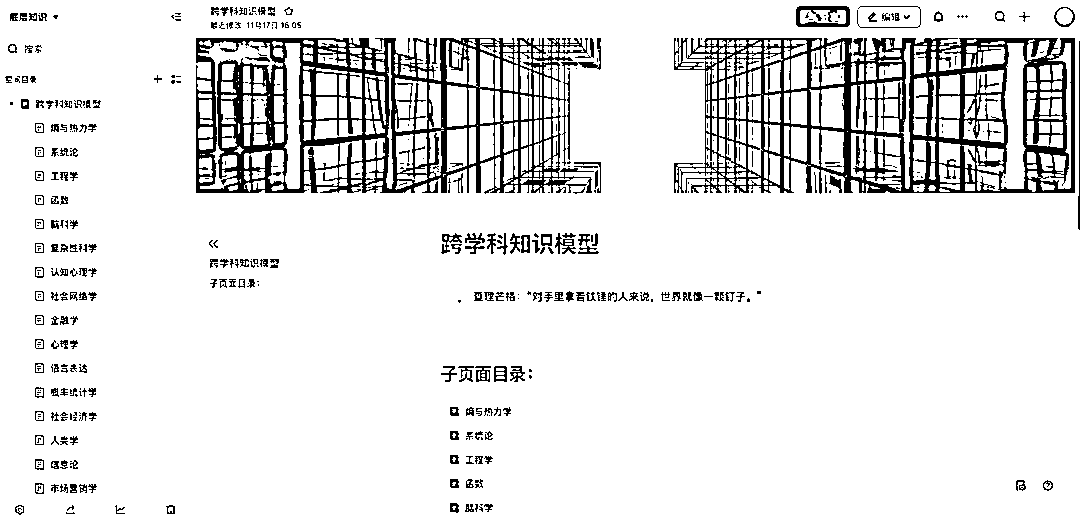 底层知识
搜索
空间目录
跨学科知识模型
熵与热力学
系统论
工程学
函数
脑科学
复杂性科学
认知心理学
社会网络学
金融学
心理学
语言表达
概率统计学
社会经济学
人类学
信息论
市场营销学
跨学科知识模型
最近修改: 11月17日 16:05
编辑
跨学科知识模型
子页面目录:
跨学科知识模型
查理芒格:“对手里拿着铁锤的人来说,世界就像一颗钉子。”
子页面目录:
熵与热力学
系统论
工程学
函数
脑科学